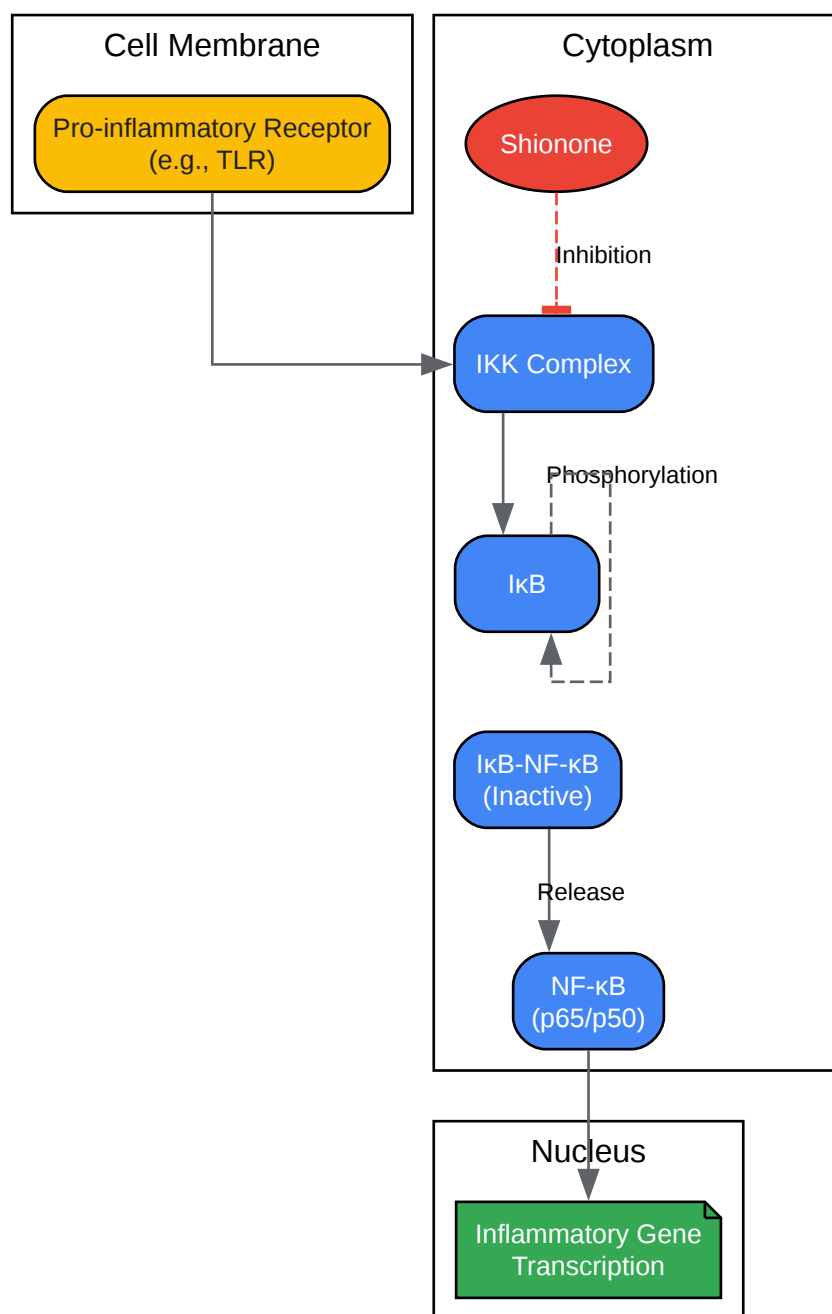 Cell Membrane
Pro-inflammatory Receptor
(e.g., TLR)
Cytoplasm
Shionone
Inhibition
IKK Complex
Phosphorylation
IκB
IκB-NF-κB
(Inactive)
Release
NF-κB
(p65/p50)
Nucleus
Inflammatory Gene
Transcription